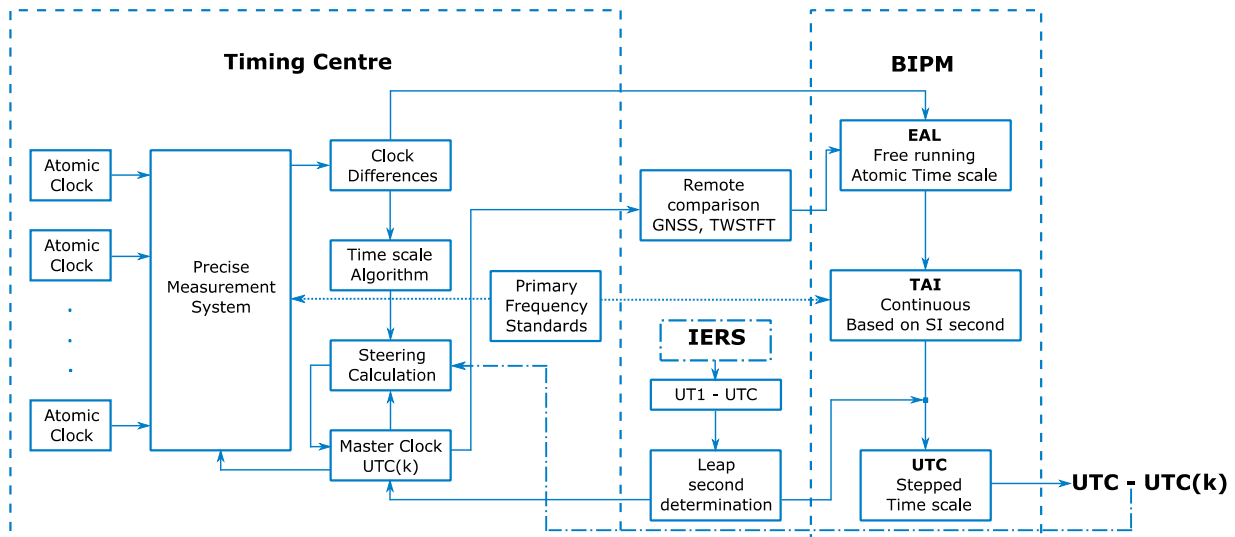 Timing Centre
BIPM
Atomic
Clock
Atomic
Clock
.
.
.
Atomic
Clock
Precise
Measurement
System
Clock
Differences
Time scale
Algorithm
Steering
Calculation
Master Clock
UTC(k)
Primary
Frequency
Standards
Remote
comparison
GNSS, TWSTFT
IERS
UT1 - UTC
Leap
second
determination
EAL
Free running
Atomic Time scale
TAI
Continuous
Based on SI second
UTC
Stepped
Time scale
UTC - UTC(k)